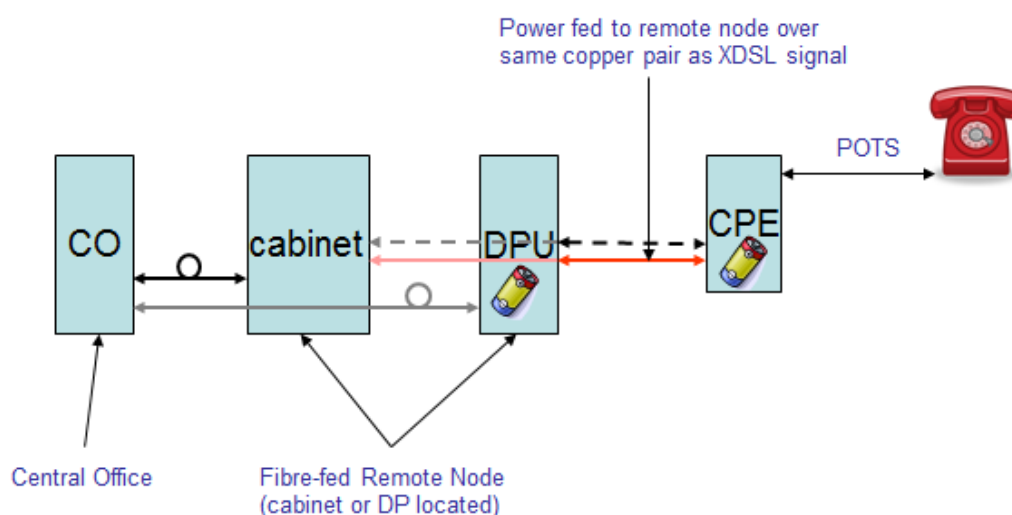 Power fed to remote node over
same copper pair as XDSL signal
POTS
CO
cabinet
DPU
CPE
Central Office
Fibre-fed Remote Node
(cabinet or DP located)